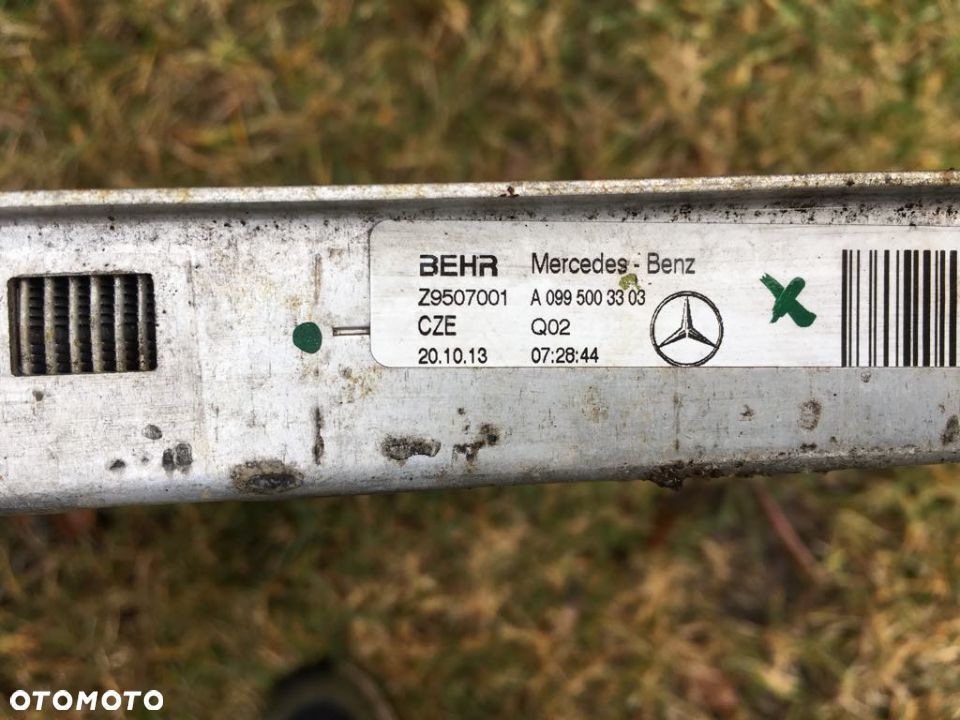 BEHR Mercedes-Benz
Z9507001 A 099 500 33 03
CZE Q02
20.10.13 07:28:44
OTOMOTO